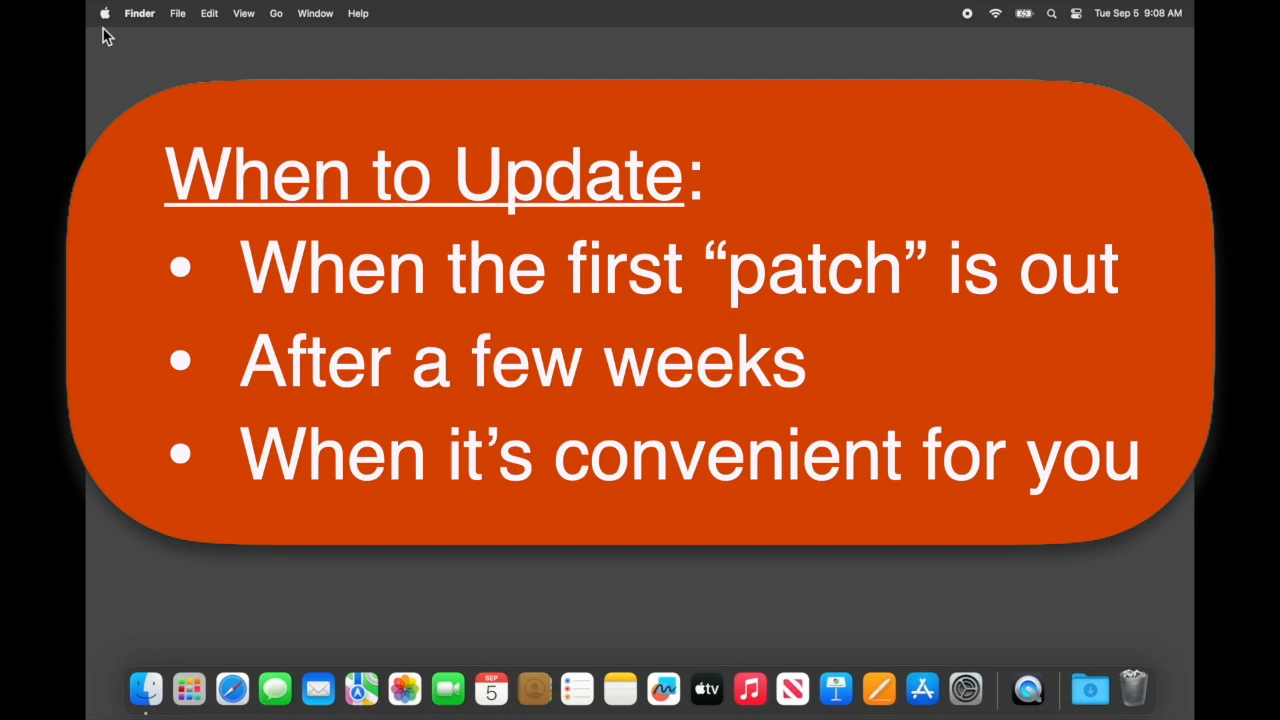 Finder File Edit View Go Window Help Tue Sep 5 9:08 AM
When to Update:
• When the first “patch” is out
• After a few weeks
• When it’s convenient for you
SEP
5
tv